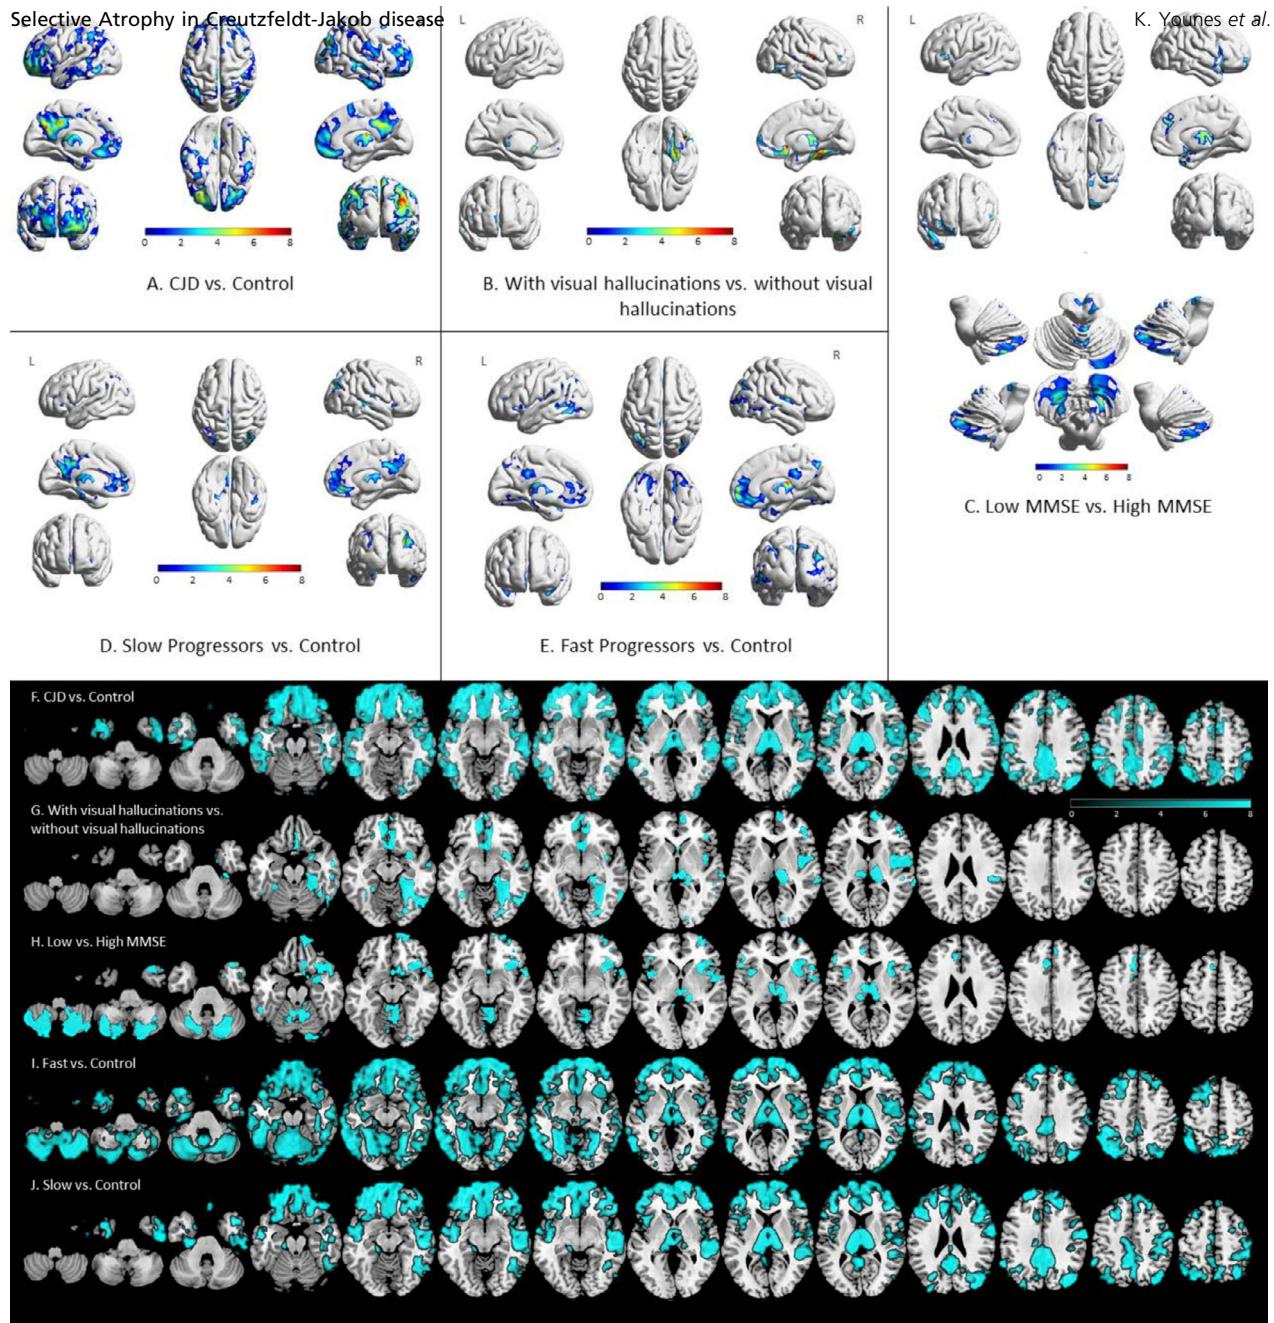 Selective Atrophy in Creutzfeldt-Jakob disease
K. Younes et al.
L
R
L
0 2 4 6 8
0 2 4 6 8
A. CJD vs. Control
B. With visual hallucinations vs. without visual
hallucinations
0 2 4 6 8
C. Low MMSE vs. High MMSE
L
R
L
R
0 2 4 6 8
0 2 4 6 8
D. Slow Progressors vs. Control
E. Fast Progressors vs. Control
F. CJD vs. Control
0 2 4 6 8
G. With visual hallucinations vs.
without visual hallucinations
H. Low vs. High MMSE
I. Fast vs. Control
J. Slow vs. Control